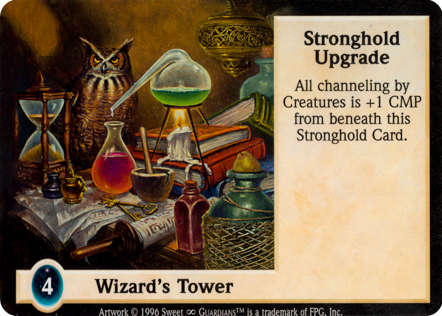 Stronghold
Upgrade
All channeling by
Creatures is +1 CMP
from beneath this
Stronghold Card.
4
Wizard's Tower
Artwork © 1996 Sweet ∞ GUARDIANS™ is a trademark of FPG, Inc.